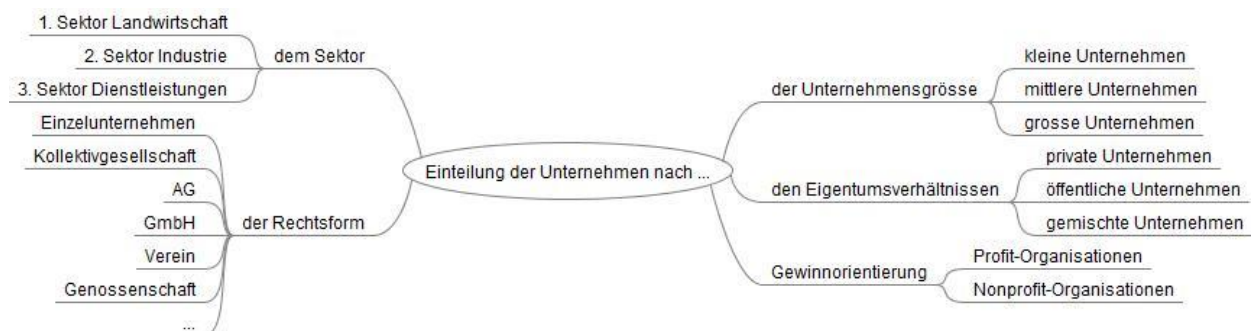 Einteilung der Unternehmen nach ...
dem Sektor
1. Sektor Landwirtschaft
2. Sektor Industrie
3. Sektor Dienstleistungen
der Rechtsform
Einzelunternehmen
Kollektivgesellschaft
AG
GmbH
Verein
Genossenschaft
...
der Unternehmensgrösse
kleine Unternehmen
mittlere Unternehmen
grosse Unternehmen
den Eigentumsverhältnissen
private Unternehmen
öffentliche Unternehmen
gemischte Unternehmen
Gewinnorientierung
Profit-Organisationen
Nonprofit-Organisationen